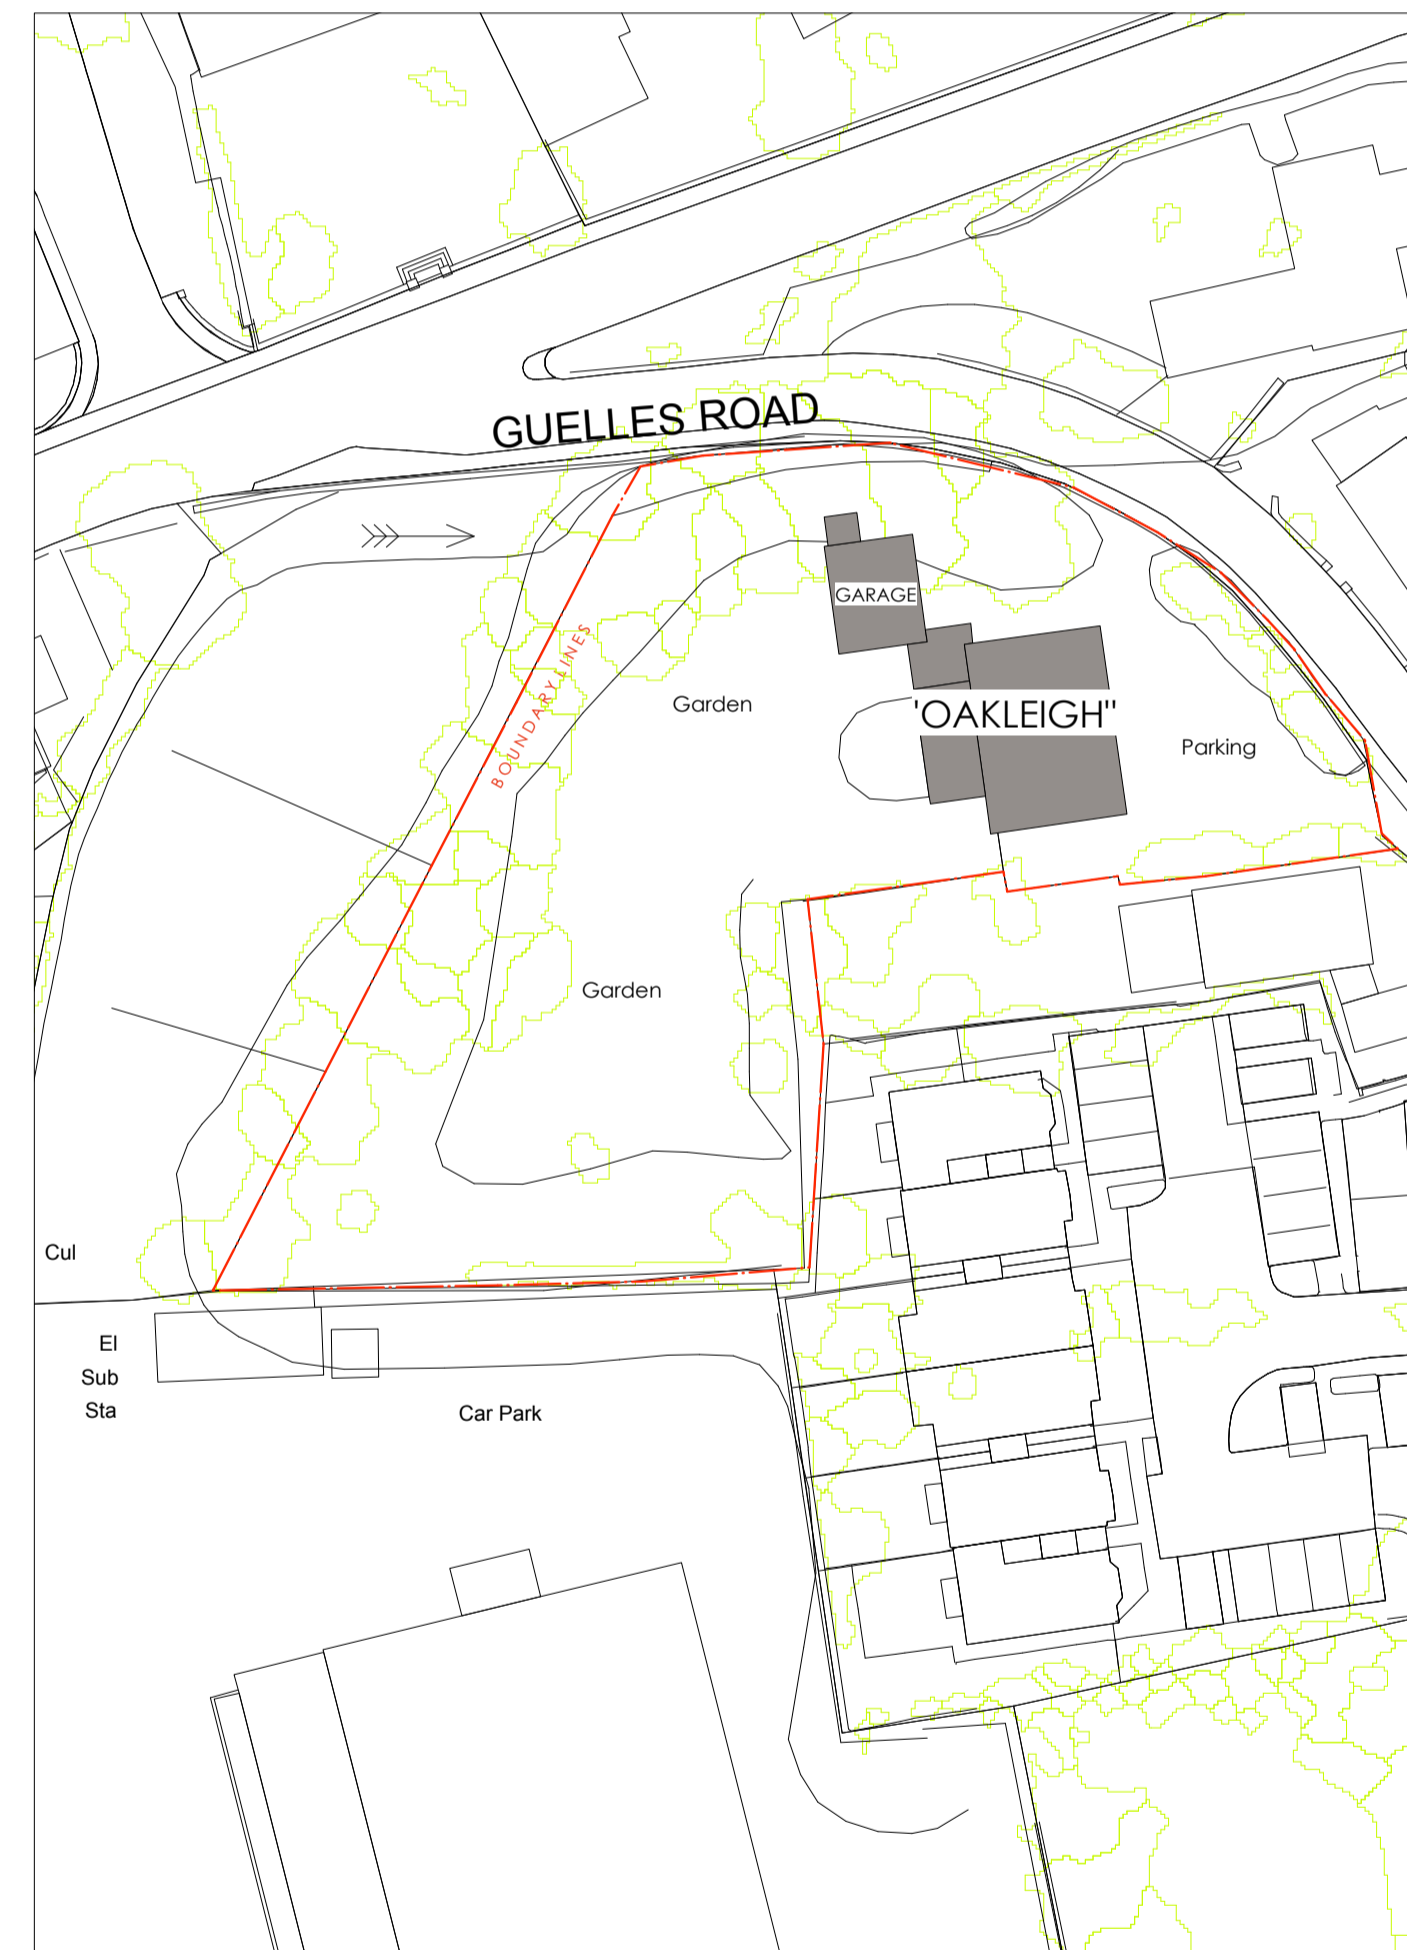 GUELLES ROAD
GARAGE
BOUNDARY LINES
Garden
'OAKLEIGH"
Parking
Garden
Cul
El
Sub
Sta
Car Park